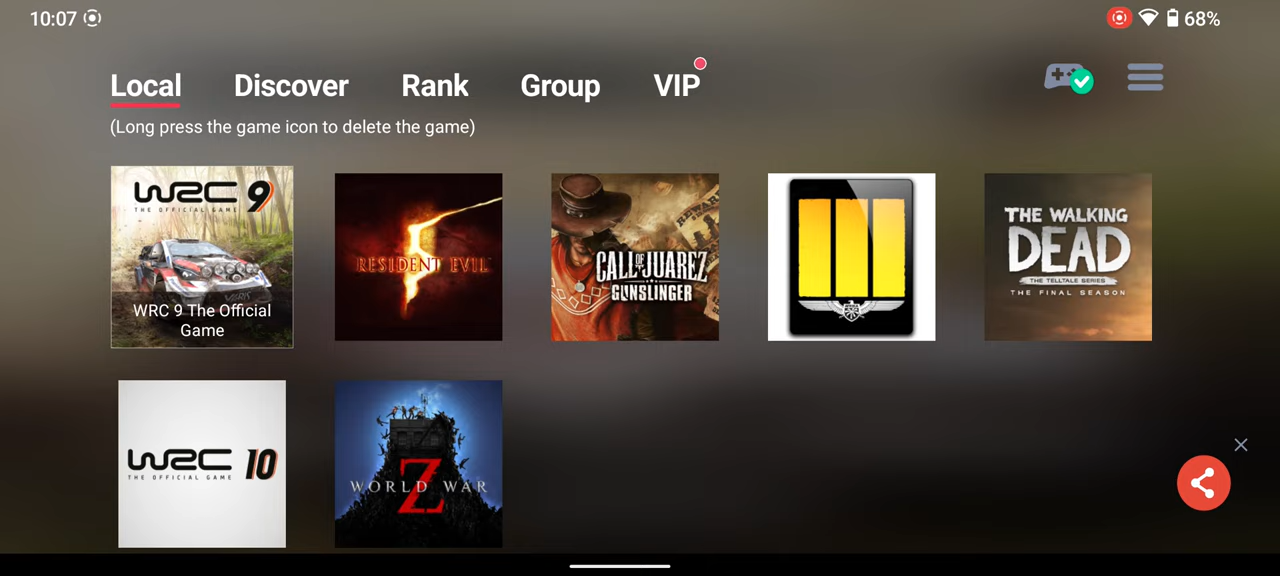 10:07
68%
Local Discover Rank Group VIP
(Long press the game icon to delete the game)
WRC 9
THE OFFICIAL GAME
WRC 9 The Official
Game
RESIDENT EVIL
5
CALL OF JUAREZ
GUNSLINGER
THE WALKING
DEAD
THE TELLTALE SERIES
THE FINAL SEASON
WRC 10
THE OFFICIAL GAME
WORLD WAR
Z